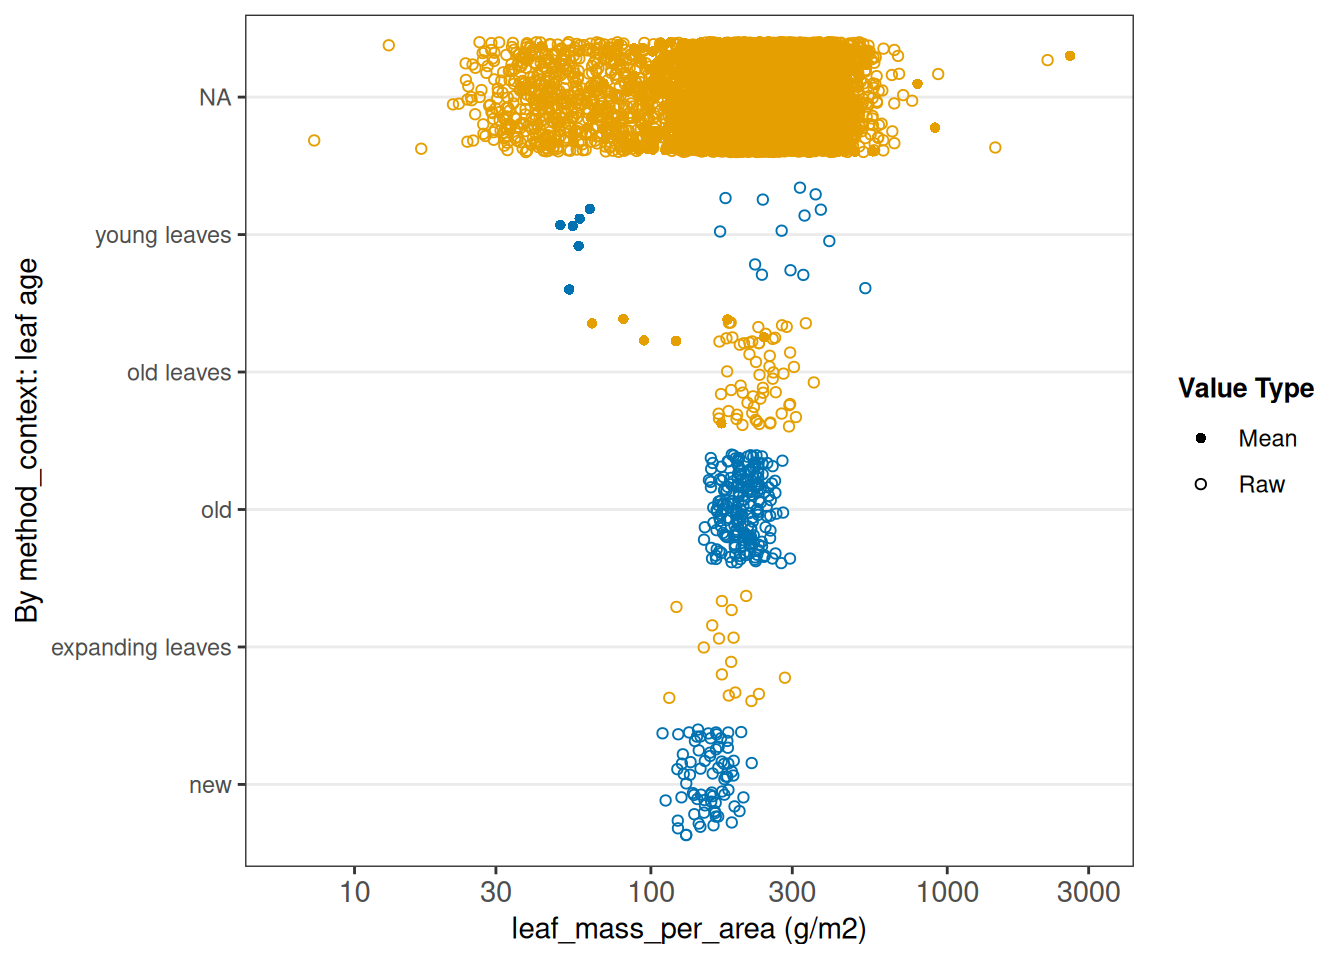 By method_context: leaf age
NA
young leaves
old leaves
old
expanding leaves
new
10 30 100 300 1000 3000
leaf_mass_per_area (g/m2)
Value Type
Mean
Raw